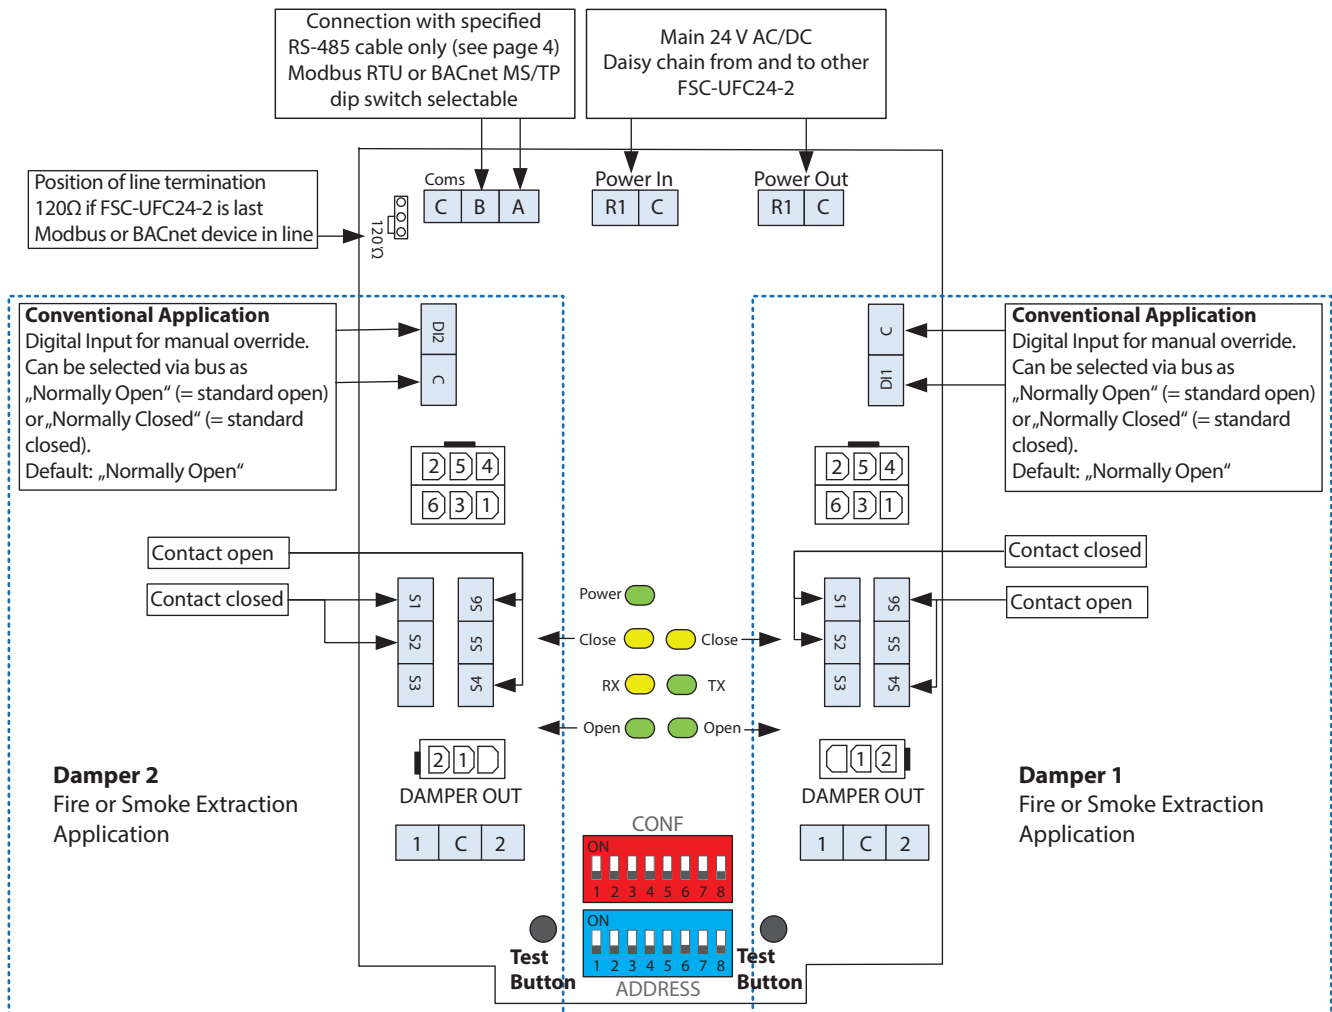 Connection with specified
RS-485 cable only (see page 4)
Modbus RTU or BACnet MS/TP
dip switch selectable
Main 24 V AC/DC
Daisy chain from and to other
FSC-UFC24-2
Position of line termination
120Ω if FSC-UFC24-2 is last
Modbus or BACnet device in line
120Ω
Coms
C B A
Power In
R1 C
Power Out
R1 C
Conventional Application
Digital Input for manual override.
Can be selected via bus as
„Normally Open“ (= standard open)
or „Normally Closed“ (= standard
closed).
Default: „Normally Open“
DI2
C
C
DI1
Conventional Application
Digital Input for manual override.
Can be selected via bus as
„Normally Open“ (= standard open)
or „Normally Closed“ (= standard
closed).
Default: „Normally Open“
2 5 4
6 3 1
2 5 4
6 3 1
Contact open
Contact closed
S1 S6
S2 S5
S3 S4
Power
Close Close
RX TX
Open Open
S1 S6
S2 S5
S3 S4
Contact closed
Contact open
Damper 2
Fire or Smoke Extraction
Application
2 1
DAMPER OUT
1 C 2
1 2
DAMPER OUT
1 C 2
Damper 1
Fire or Smoke Extraction
Application
CONF
ON
1 2 3 4 5 6 7 8
ON
1 2 3 4 5 6 7 8
ADDRESS
Test
Button
Test
Button